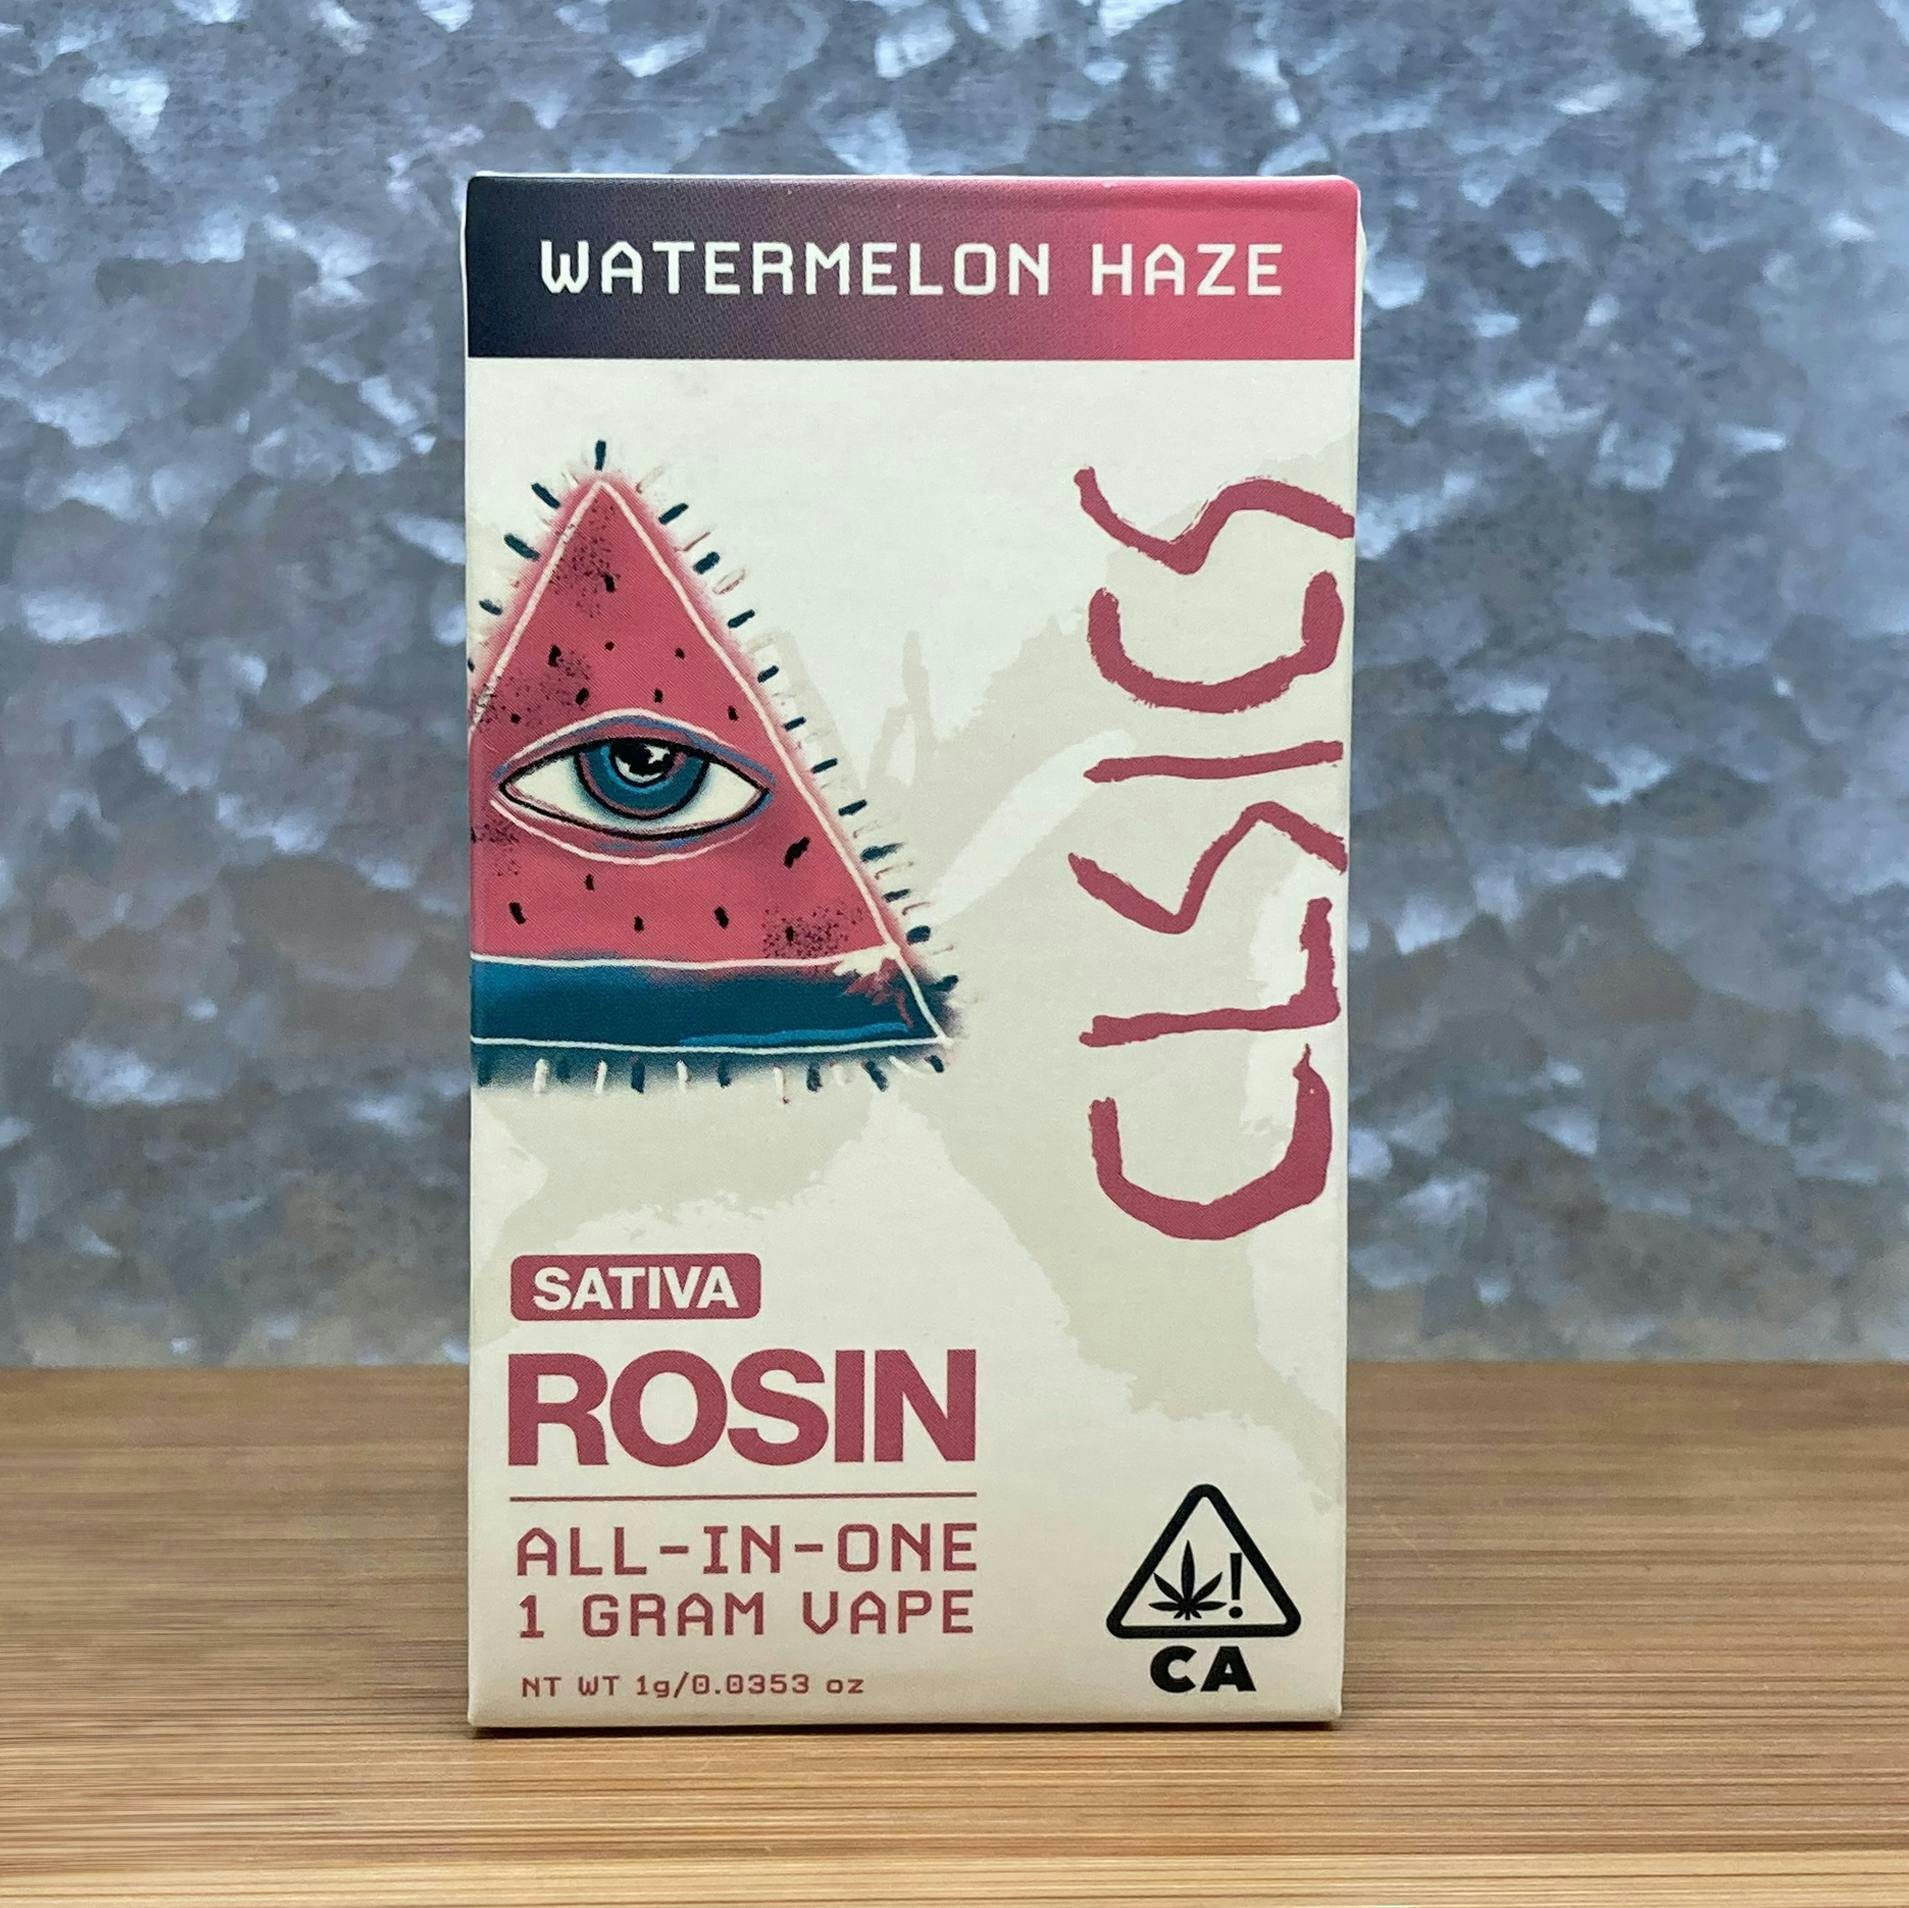 WATERMELON HAZE
CLSICS
SATIVA
ROSIN
ALL-IN-ONE
1 GRAM VAPE
NT WT 1g/0.0353 oz
!
CA